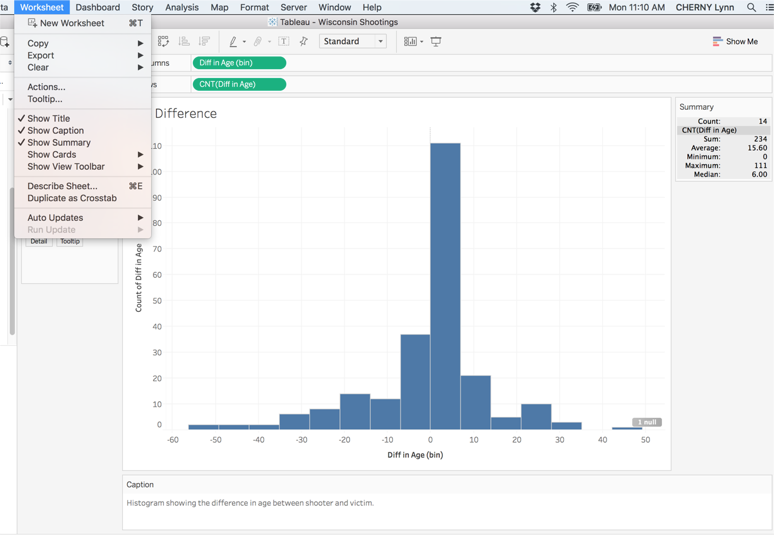 ta Worksheet Dashboard Story Analysis Map Format Server Window Help Mon 11:10 AM CHERNY Lynn
Tableau - Wisconsin Shootings
New Worksheet ⌘T
Copy
Export
Clear
Actions...
Tooltip...
✓ Show Title
✓ Show Caption
✓ Show Summary
Show Cards
Show View Toolbar
Describe Sheet... ⌘E
Duplicate as Crosstab
Auto Updates
Run Update
Detail Tooltip
Standard
Show Me
umns Diff in Age (bin)
ws CNT(Diff in Age)
Difference
Count of Diff in Age
10
00
90
80
70
60
50
40
30
20
10
0
-60 -50 -40 -30 -20 -10 0 10 20 30 40 50
Diff in Age (bin)
1 null
Summary
Count: 14
CNT(Diff in Age)
Sum: 234
Average: 15.60
Minimum: 0
Maximum: 111
Median: 6.00
Caption
Histogram showing the difference in age between shooter and victim.